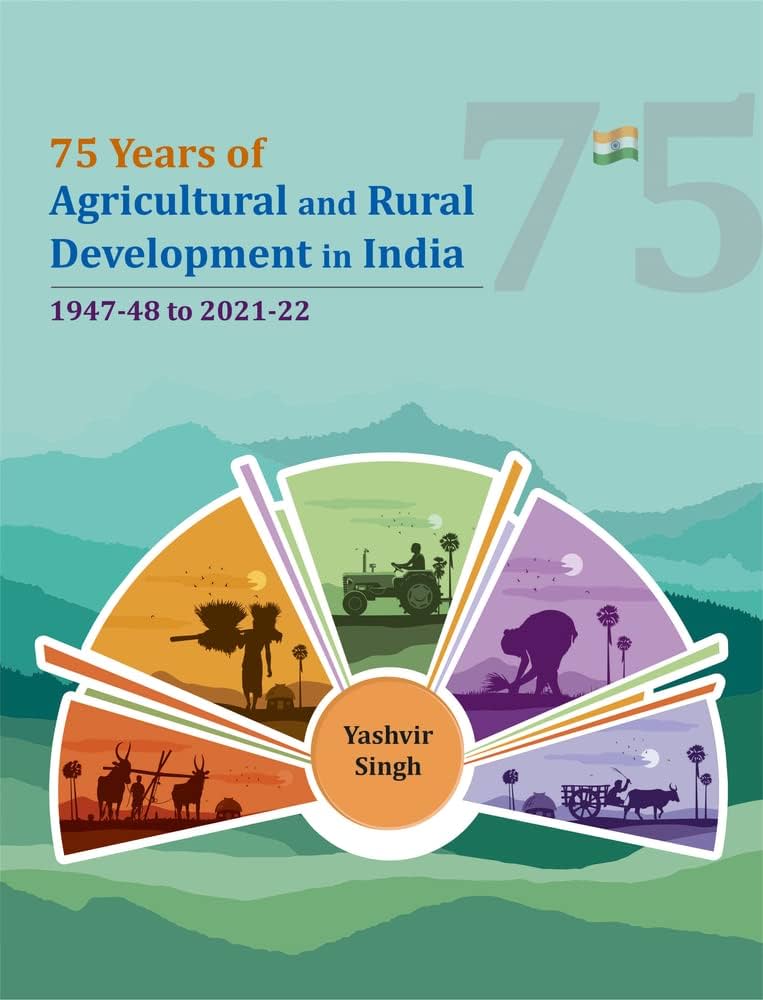 75 Years of
Agricultural and Rural
Development in India
1947-48 to 2021-22
75
Yashvir
Singh